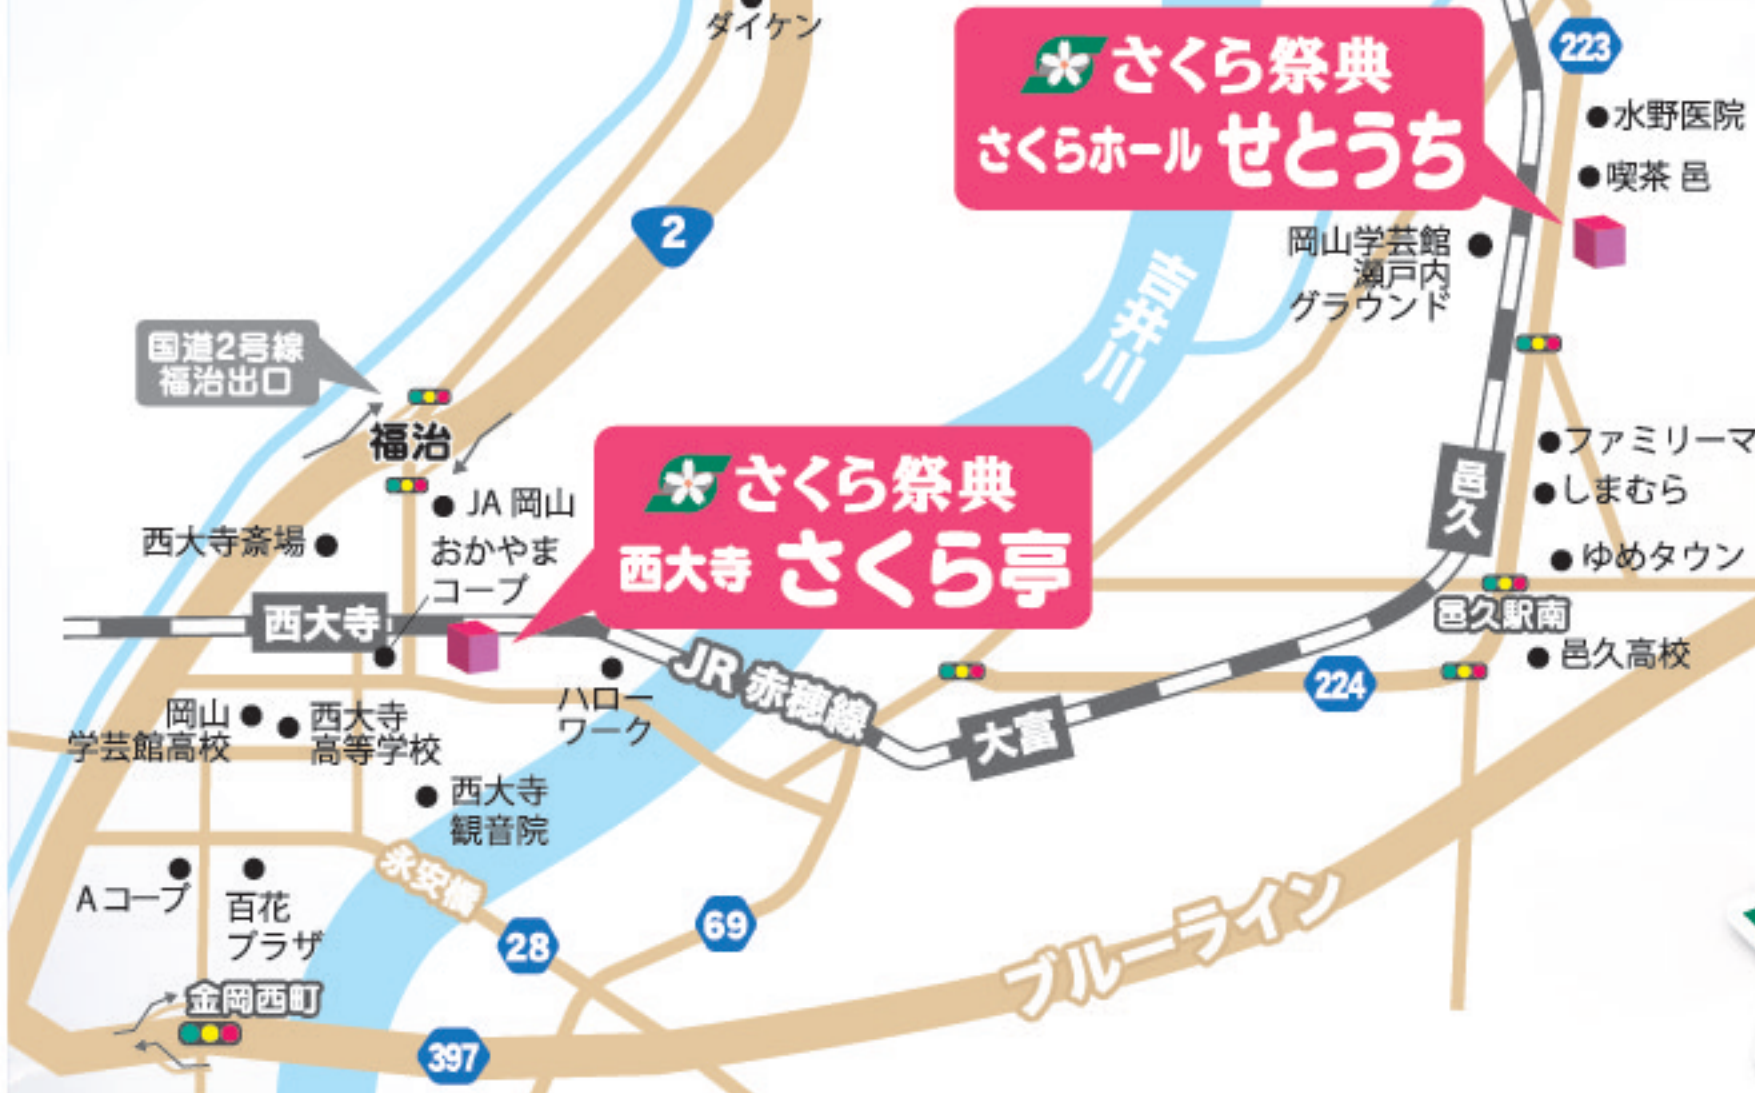 ダイケン
さくら祭典
さくらホール せとうち
223
水野医院
喫茶 邑
2
岡山学芸館
瀬戸内
グラウンド
吉井川
国道2号線
福治出口
福治
JA 岡山
西大寺斎場
おかやま
コープ
さくら祭典
西大寺 さくら亭
邑久
ファミリーマ
しまむら
ゆめタウン
邑久駅南
邑久高校
西大寺
JR 赤穂線
ハロー
ワーク
大富
224
岡山
学芸館高校
西大寺
高等学校
西大寺
観音院
永安橋
Aコープ
百花
プラザ
28
69
ブルーライン
金岡西町
397